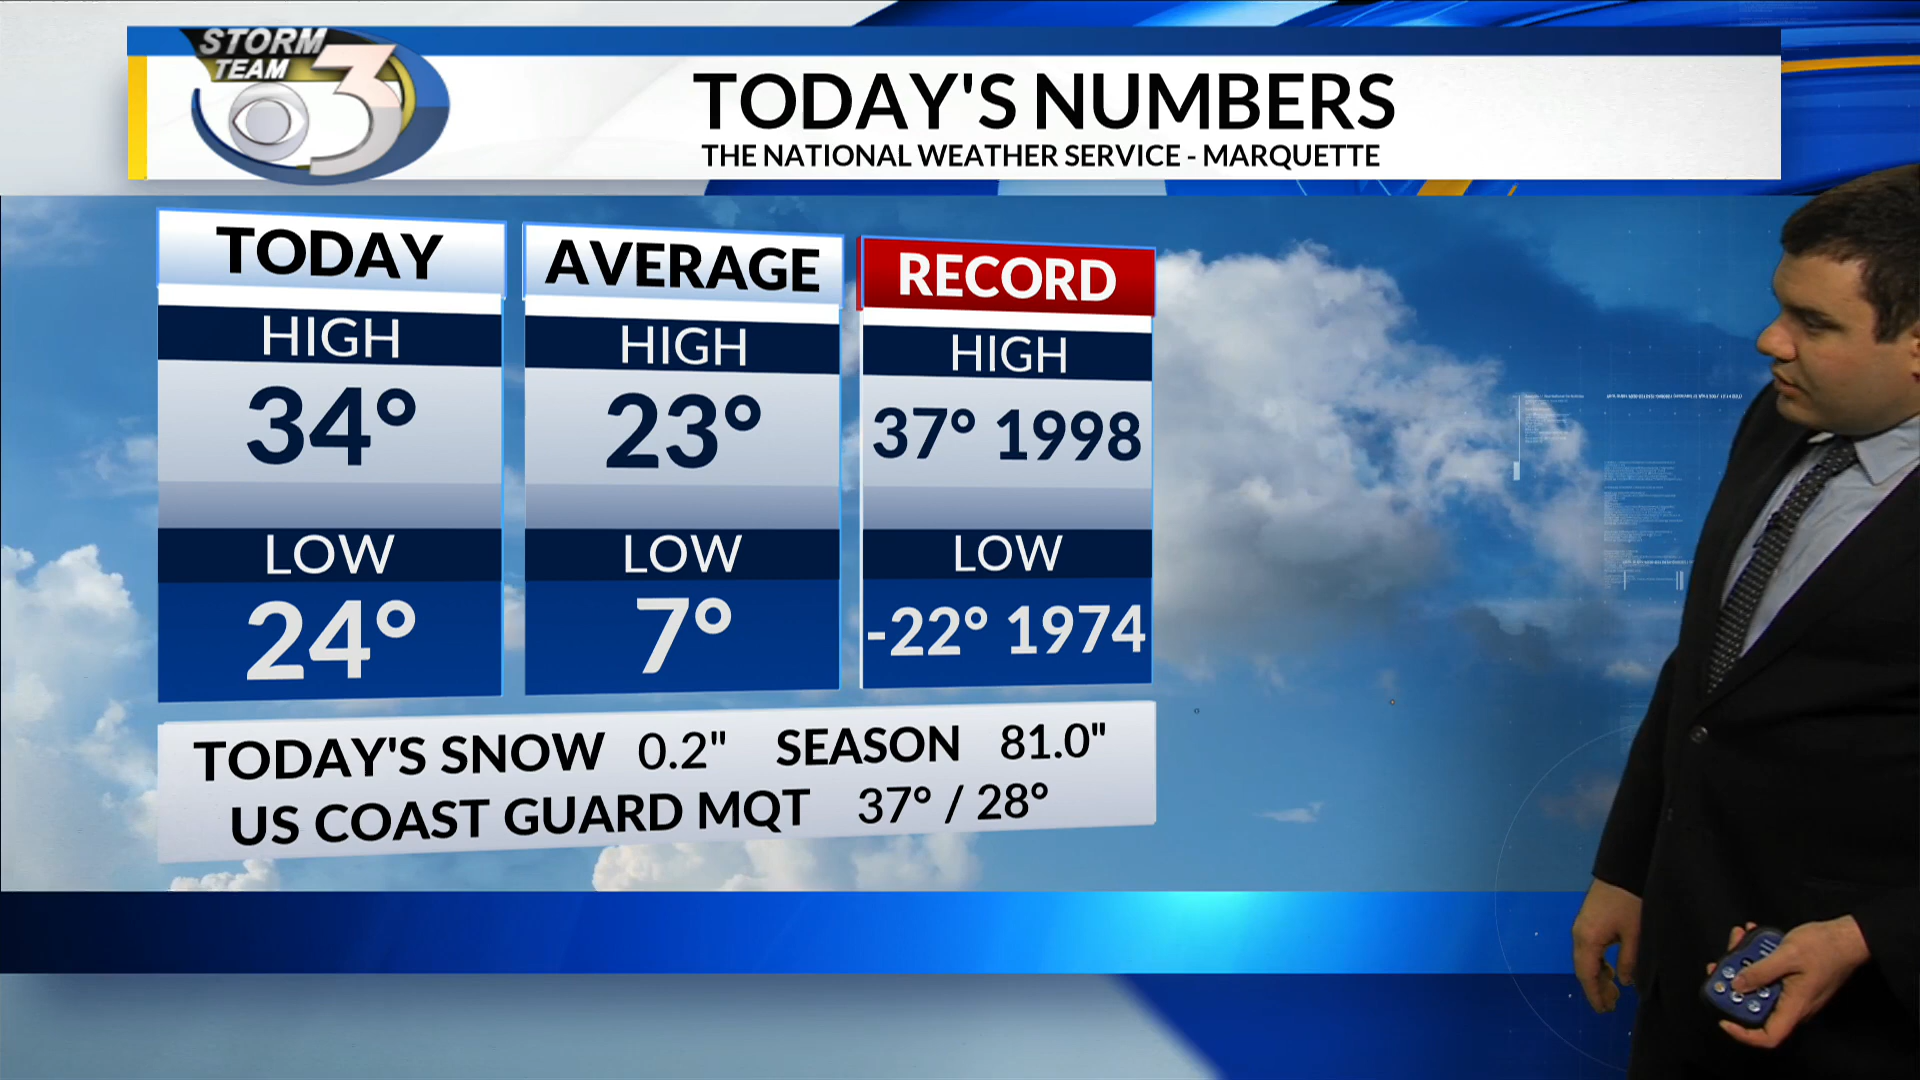 STORM
TEAM
3
TODAY'S NUMBERS
THE NATIONAL WEATHER SERVICE - MARQUETTE
TODAY
HIGH
34°
LOW
24°
AVERAGE
HIGH
23°
LOW
7°
RECORD
HIGH
37° 1998
LOW
-22° 1974
TODAY'S SNOW 0.2" SEASON 81.0"
US COAST GUARD MQT 37° / 28°